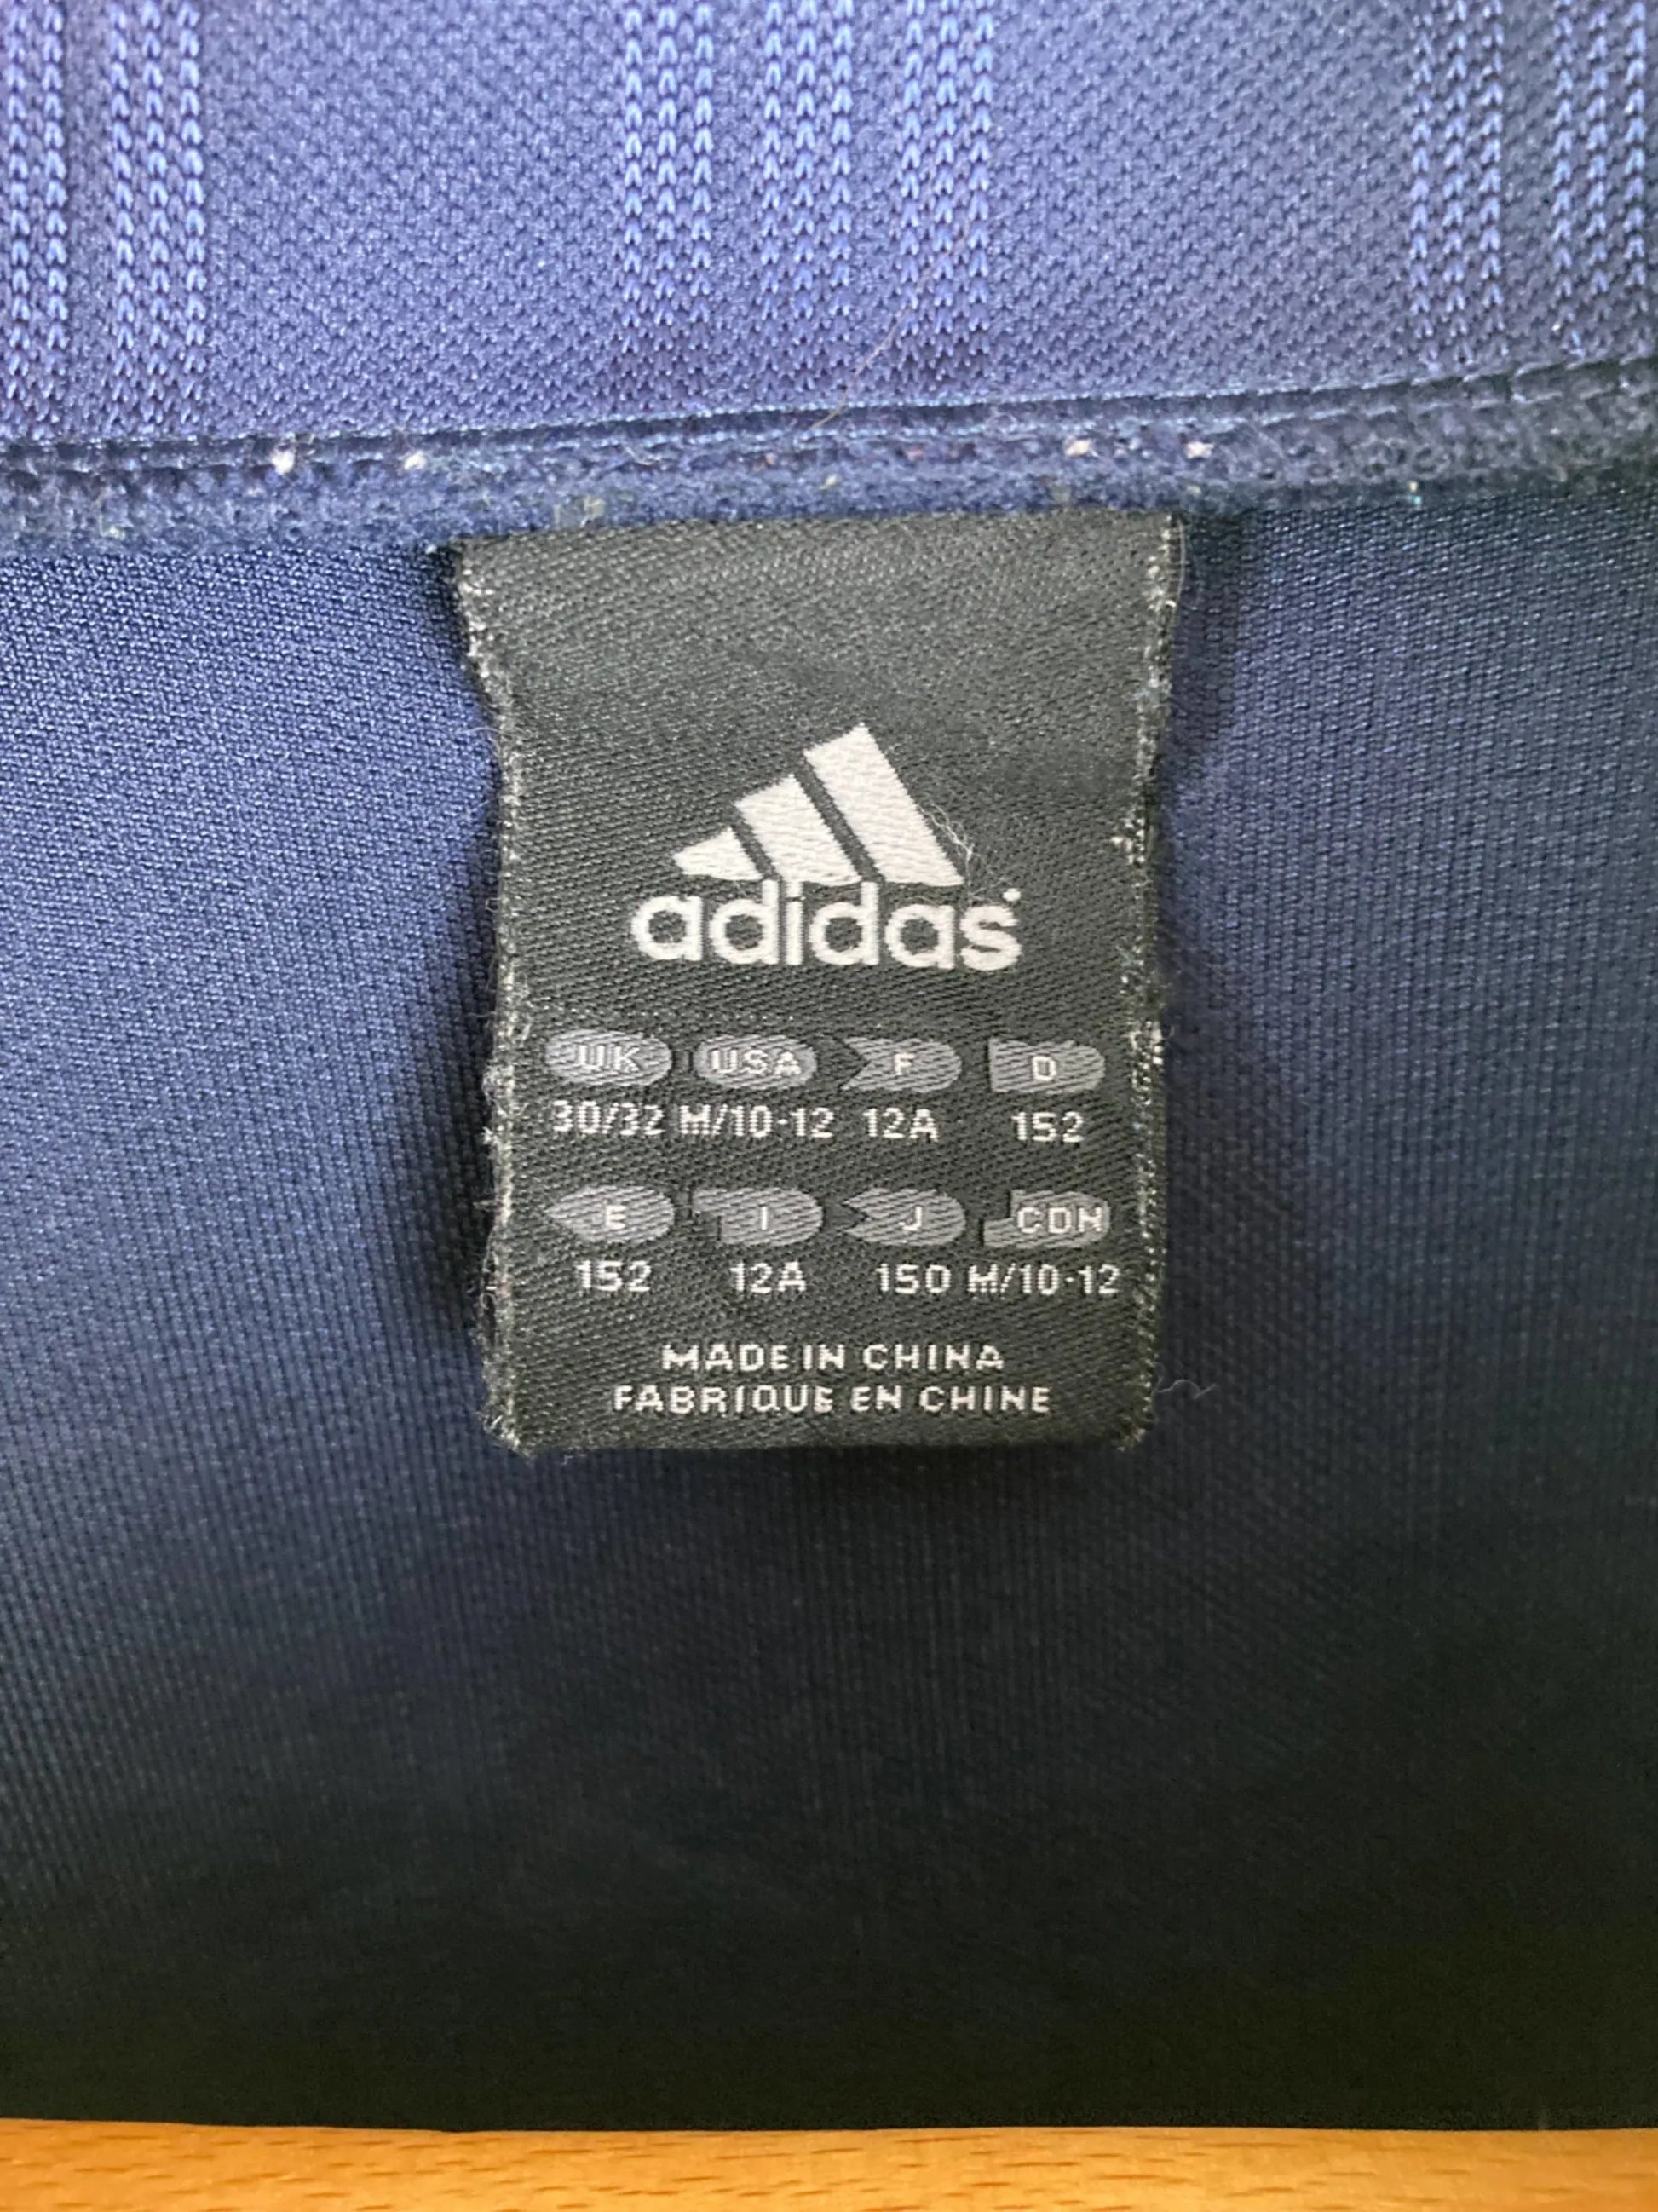 adidas
UK USA F D
30/32 M/10-12 12A 152
E I J CDN
152 12A 150 M/10-12
MADE IN CHINA
FABRIQUE EN CHINE